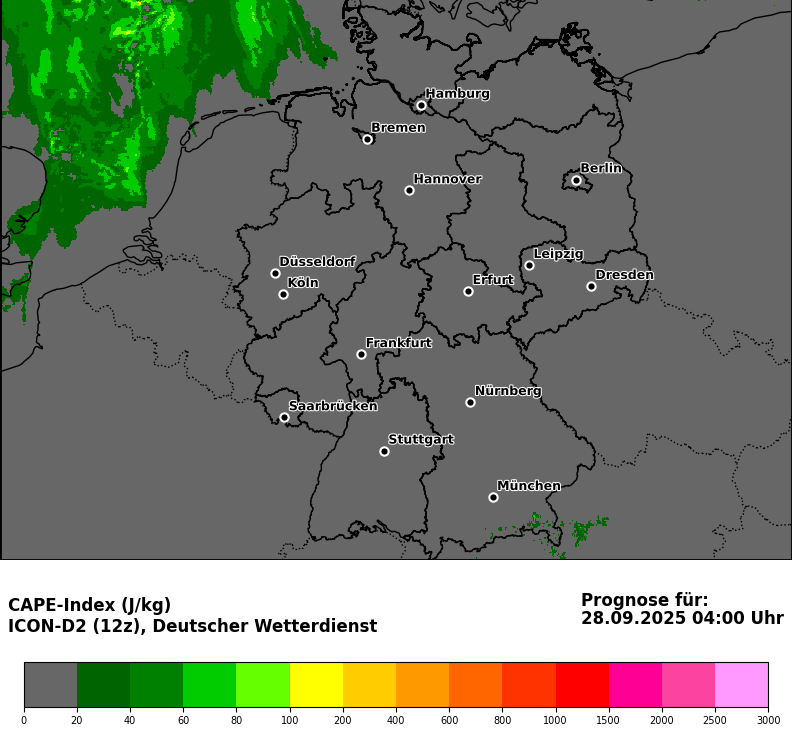 Hamburg
Bremen
Berlin
Hannover
Leipzig
Düsseldorf
Dresden
Erfurt
Köln
Frankfurt
Nürnberg
Saarbrücken
Stuttgart
München
CAPE-Index (J/kg)
ICON-D2 (12z), Deutscher Wetterdienst
Prognose für:
28.09.2025 04:00 Uhr
0 20 40 60 80 100 200 400 600 800 1000 1500 2000 2500 3000